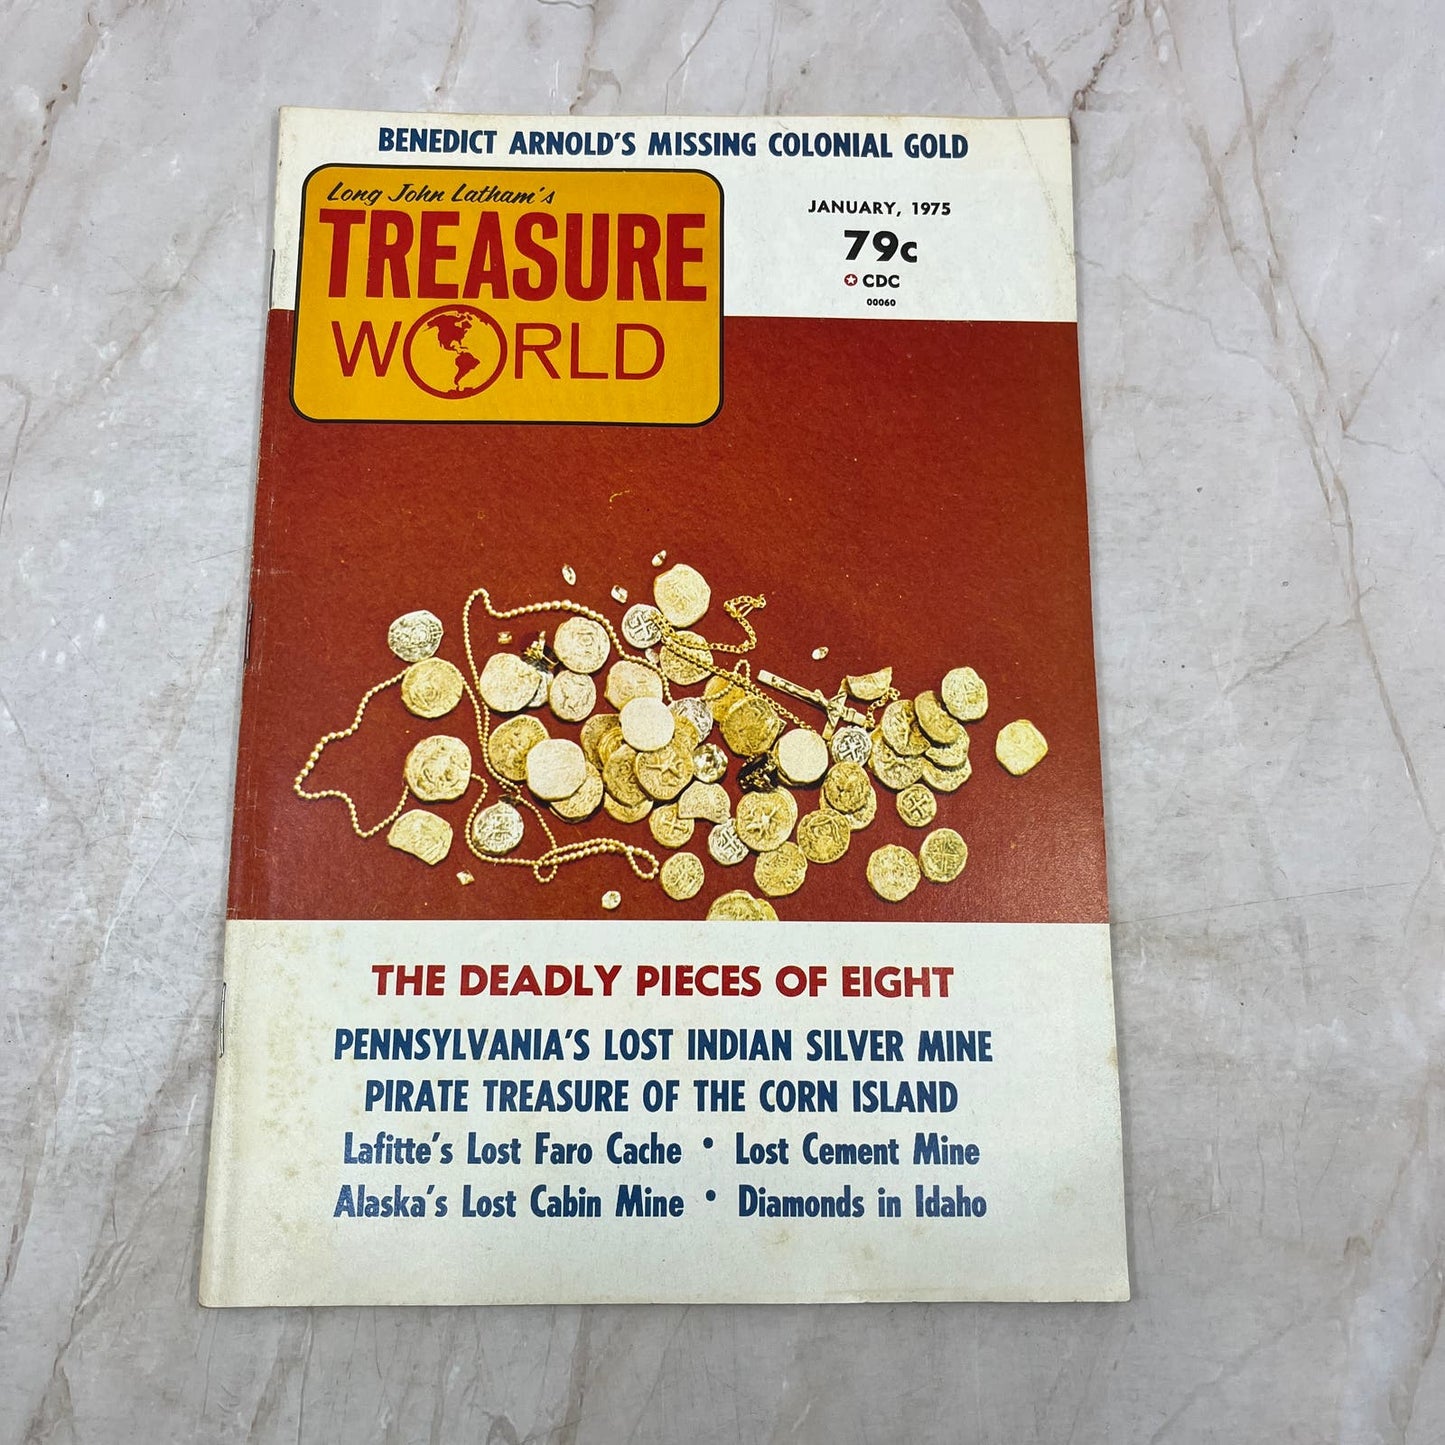 BENEDICT ARNOLD'S MISSING COLONIAL GOLD
Long John Latham's
TREASURE
WORLD
JANUARY, 1975
79c
CDC
00060
THE DEADLY PIECES OF EIGHT
PENNSYLVANIA'S LOST INDIAN SILVER MINE
PIRATE TREASURE OF THE CORN ISLAND
Lafitte's Lost Faro Cache • Lost Cement Mine
Alaska's Lost Cabin Mine • Diamonds in Idaho